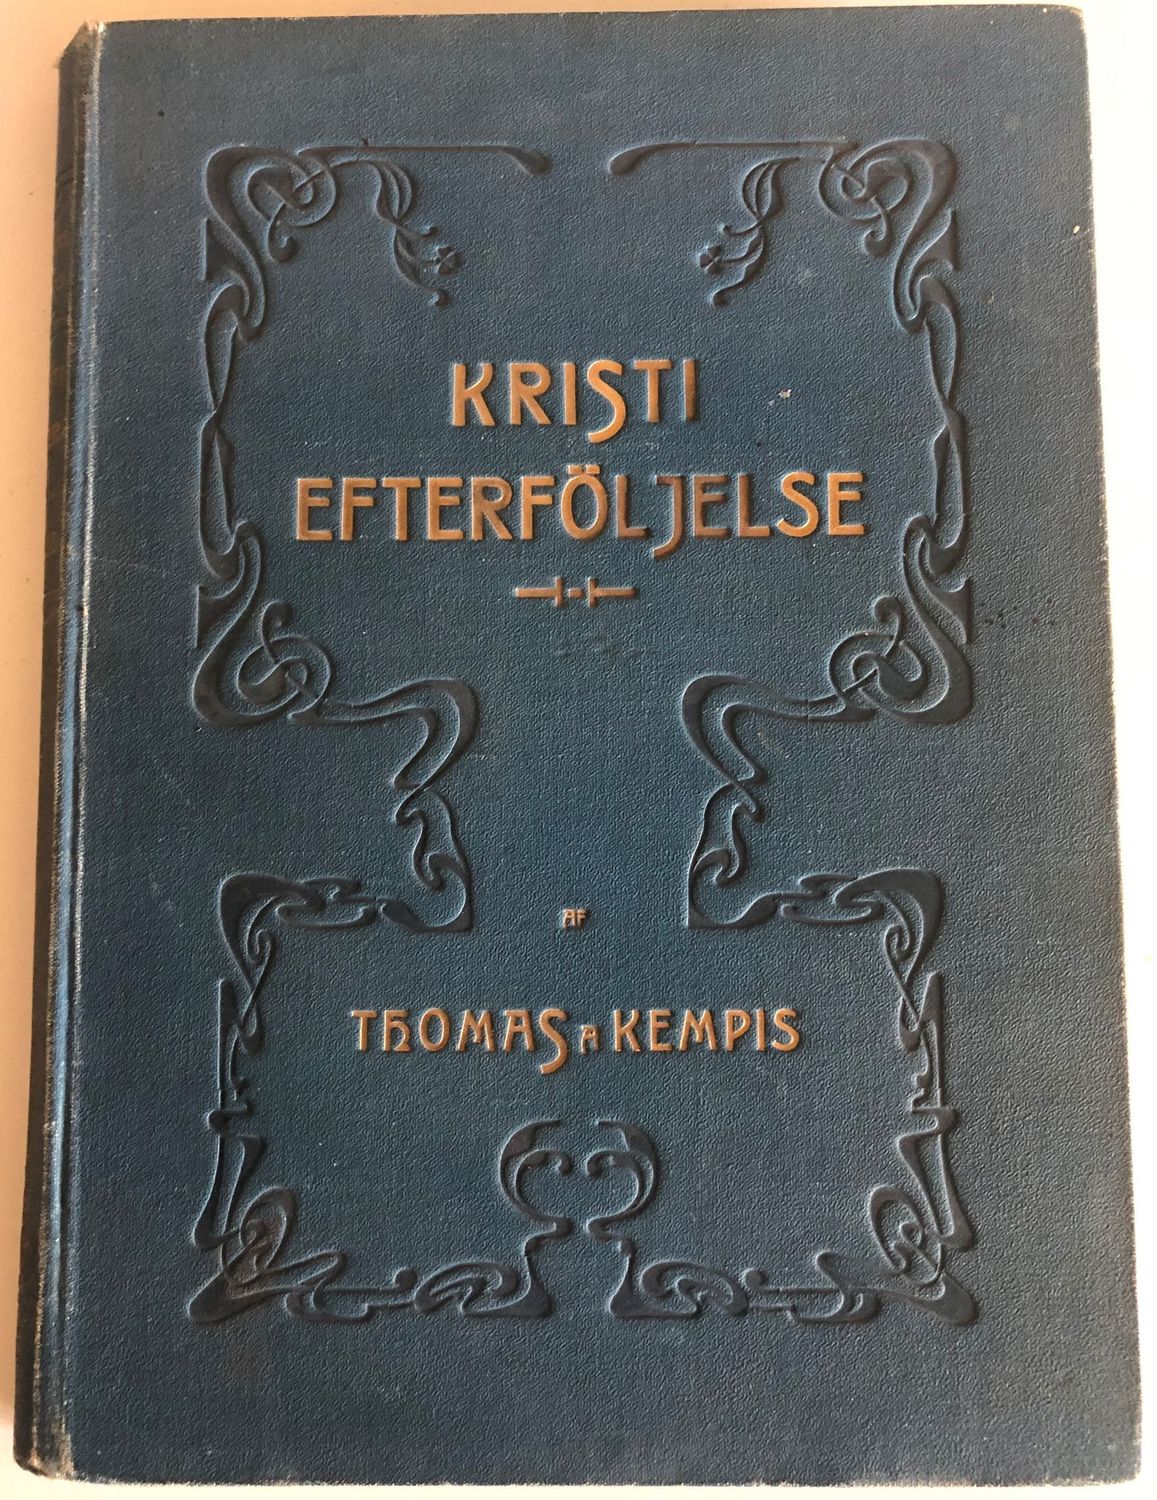 KRISTI
EFTERFÖLJELSE
AF
THOMAS A KEMPIS